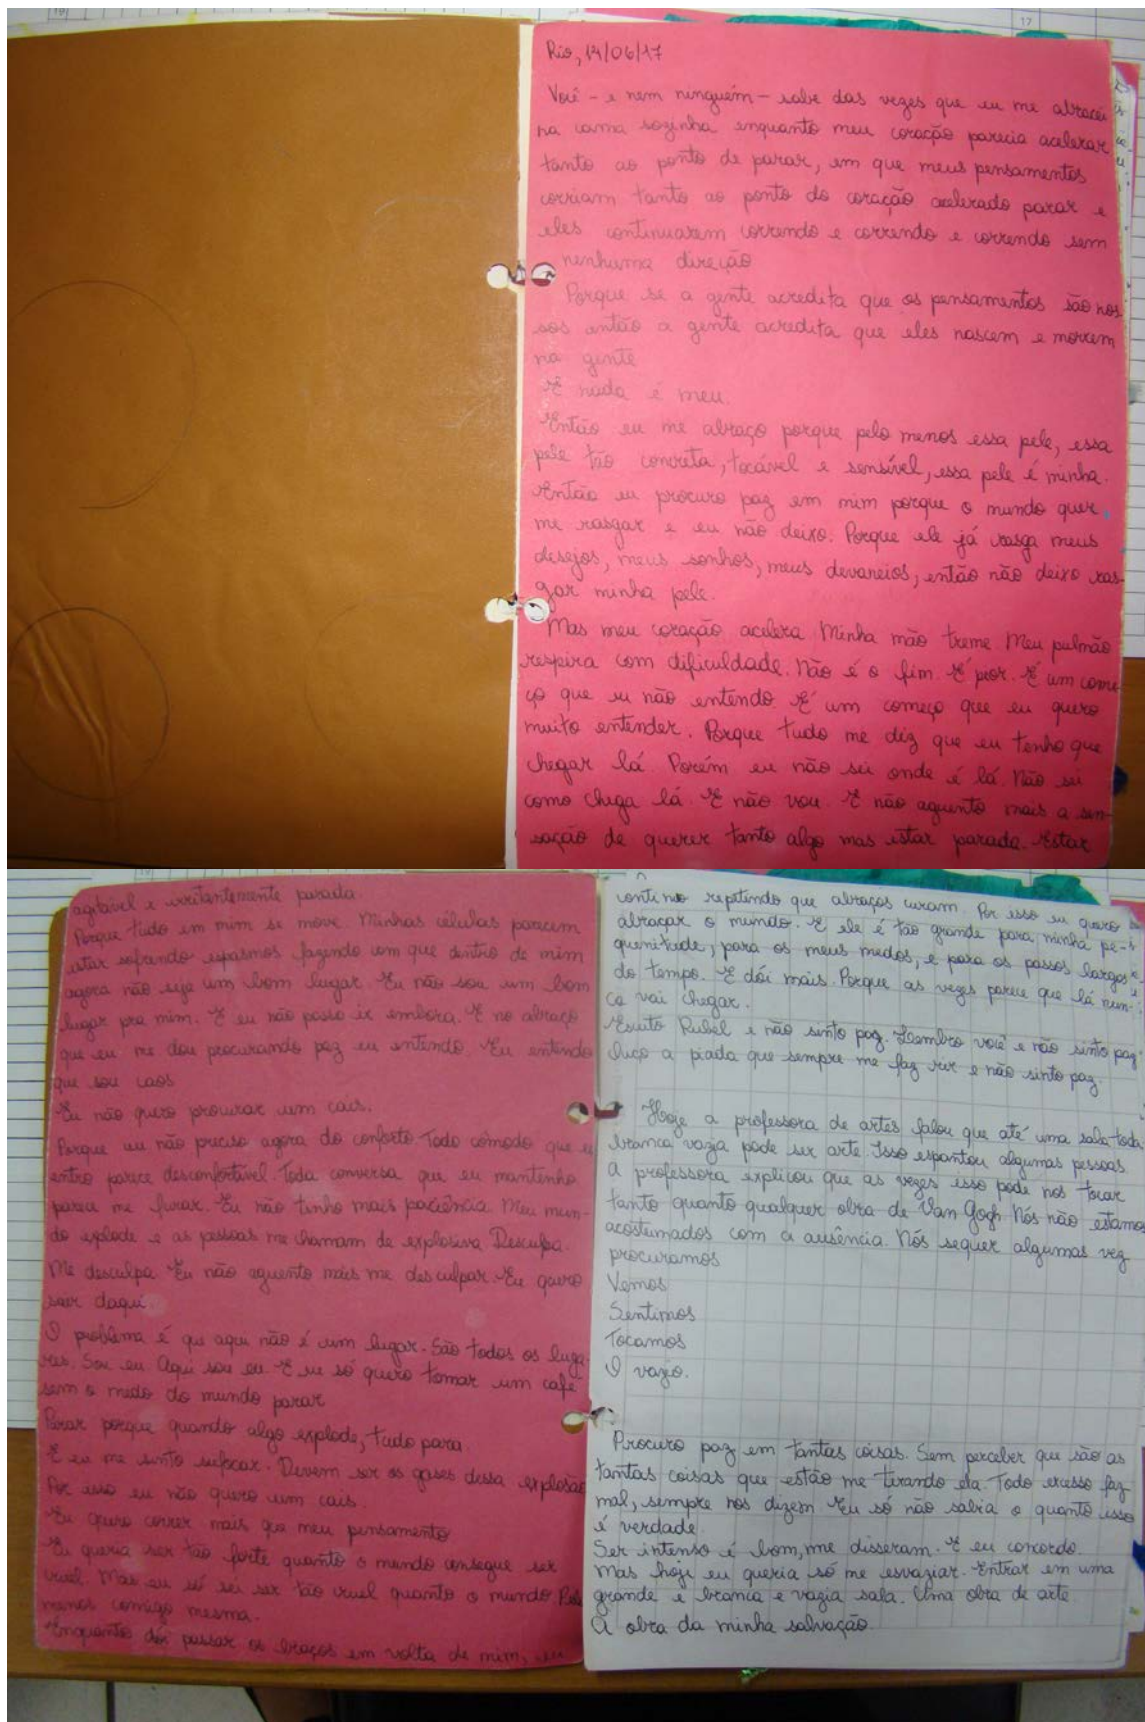 Rio, 14/06/17
Você - e nem ninguém - sabe das vezes que eu me abracei
na cama sozinha enquanto meu coração parecia acelerar
tanto ao ponto de parar, em que meus pensamentos
corriam tanto ao ponto do coração acelerado parar e
eles continuarem correndo e correndo e correndo sem
nenhuma direção
Porque se a gente acredita que os pensamentos são nos-
sos então a gente acredita que eles nascem e morrem
na gente
E nada é meu.
Então eu me abraço porque pelo menos essa pele, essa
pele tão concreta, tocável e sensível, essa pele é minha.
Então eu procuro paz em mim porque o mundo quer
me rasgar e eu não deixo. Porque ele já rasga meus
desejos, meus sonhos, meus devaneios, então não deixo ras-
gar minha pele.
Mas meu coração acelera Minha mão treme Meu pulmão
respira com dificuldade. Não é o fim. É pior. É um come-
ço que eu não entendo. É um começo que eu quero
muito entender. Porque tudo me diz que eu tenho que
chegar lá. Porém eu não sei onde é lá. Não sei
como chega lá. E não vou. E não aguento mais a sen-
sação de querer tanto algo mas estar parada. Estar
agitável e irritantemente parada.
Porque tudo em mim se move. Minhas células parecem
estar sofrendo espasmos fazendo com que dentro de mim
agora não seja um bom lugar. Eu não sou um bom
lugar pra mim. E eu não posso ir embora. E no abraço
que eu me dou procurando paz eu entendo. Eu entendo
que sou caos
Eu não quero procurar um cais.
Porque eu não preciso agora do conforto Todo cômodo que eu
entro parece desconfortável. Toda conversa que eu mantenho
parece me furar. Eu não tenho mais paciência. Meu mun-
do explode e as pessoas me chamam de explosiva Desculpa.
Me desculpa. Eu não aguento mais me desculpar. Eu quero
sair daqui.
O problema é que aqui não é um lugar. São todos os luga-
res. Sou eu. Aqui sou eu. E eu só quero tomar um café
sem o medo do mundo parar
Parar porque quando algo explode, tudo para.
E eu me sinto sufocar. Devem ser os gases dessa explosão
Por isso eu não quero um cais.
Eu quero correr mais que meu pensamento
Eu queria ser tão forte quanto o mundo consegue ser
cruel. Mas eu só sei ser tão cruel quanto o mundo Pelo
menos comigo mesma.
Enquanto dói passar os braços em volta de mim, eu
continuo repetindo que abraços curam. Por isso eu quero
abraçar o mundo. E ele é tão grande para minha pe-
quenitude, para os meus medos, e para os passos largos
do tempo. E dói mais. Porque as vezes parece que lá nun-
ca vai chegar.
Escuto Rubel e não sinto paz. Lembro você e não sinto paz.
Ouço a piada que sempre me faz rir e não sinto paz.
Hoje a professora de artes falou que até uma sala toda
branca vazia pode ser arte. Isso espantou algumas pessoas
A professora explicou que as vezes isso pode nos tocar
tanto quanto qualquer obra de Van Gogh Nós não estamos
acostumados com a ausência. Nós sequer algumas vez
procuramos
Vemos
Sentimos
Tocamos
O vazio.
Procuro paz em tantas coisas. Sem perceber que são as
tantas coisas que estão me tirando ela. Todo excesso faz
mal, sempre nos dizem. Eu só não sabia o quanto isso
é verdade.
Ser intenso é bom, me disseram. E eu concordo.
Mas hoje eu queria só me esvaziar. Entrar em uma
grande e branca e vazia sala. Uma obra de arte
A obra da minha salvação.